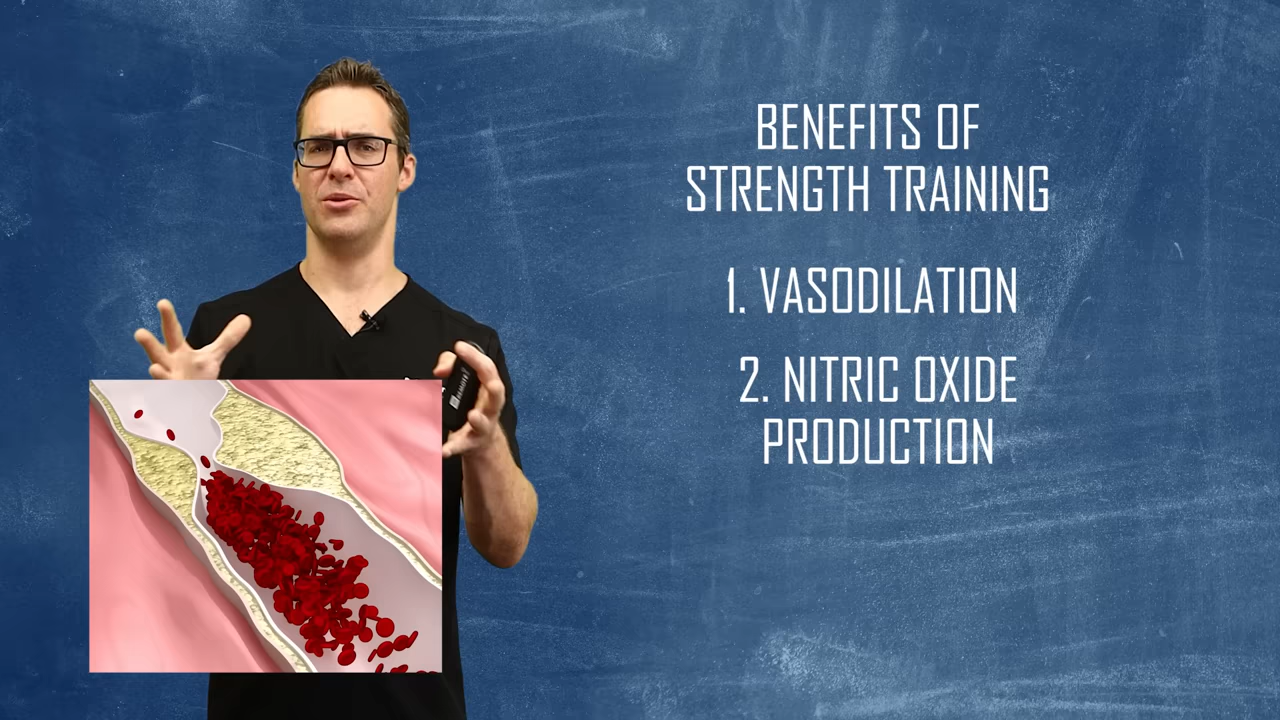 BENEFITS OF
STRENGTH TRAINING
1. VASODILATION
2. NITRIC OXIDE
PRODUCTION